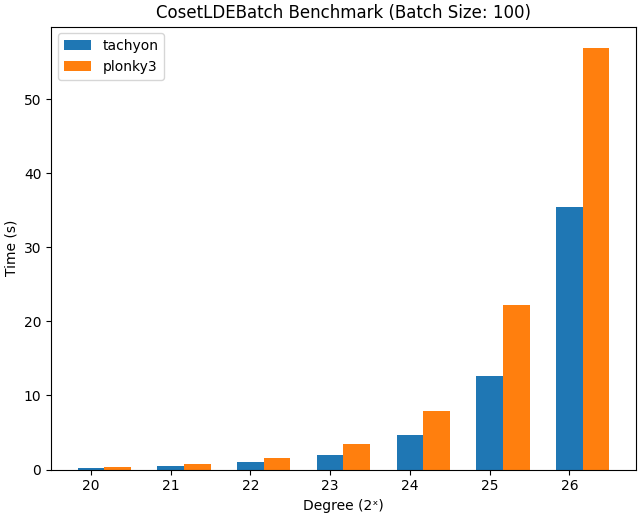 CosetLDEBatch Benchmark (Batch Size: 100)
tachyon
plonky3
Time (s)
50
40
30
20
10
0
20 21 22 23 24 25 26
Degree (2ˣ)